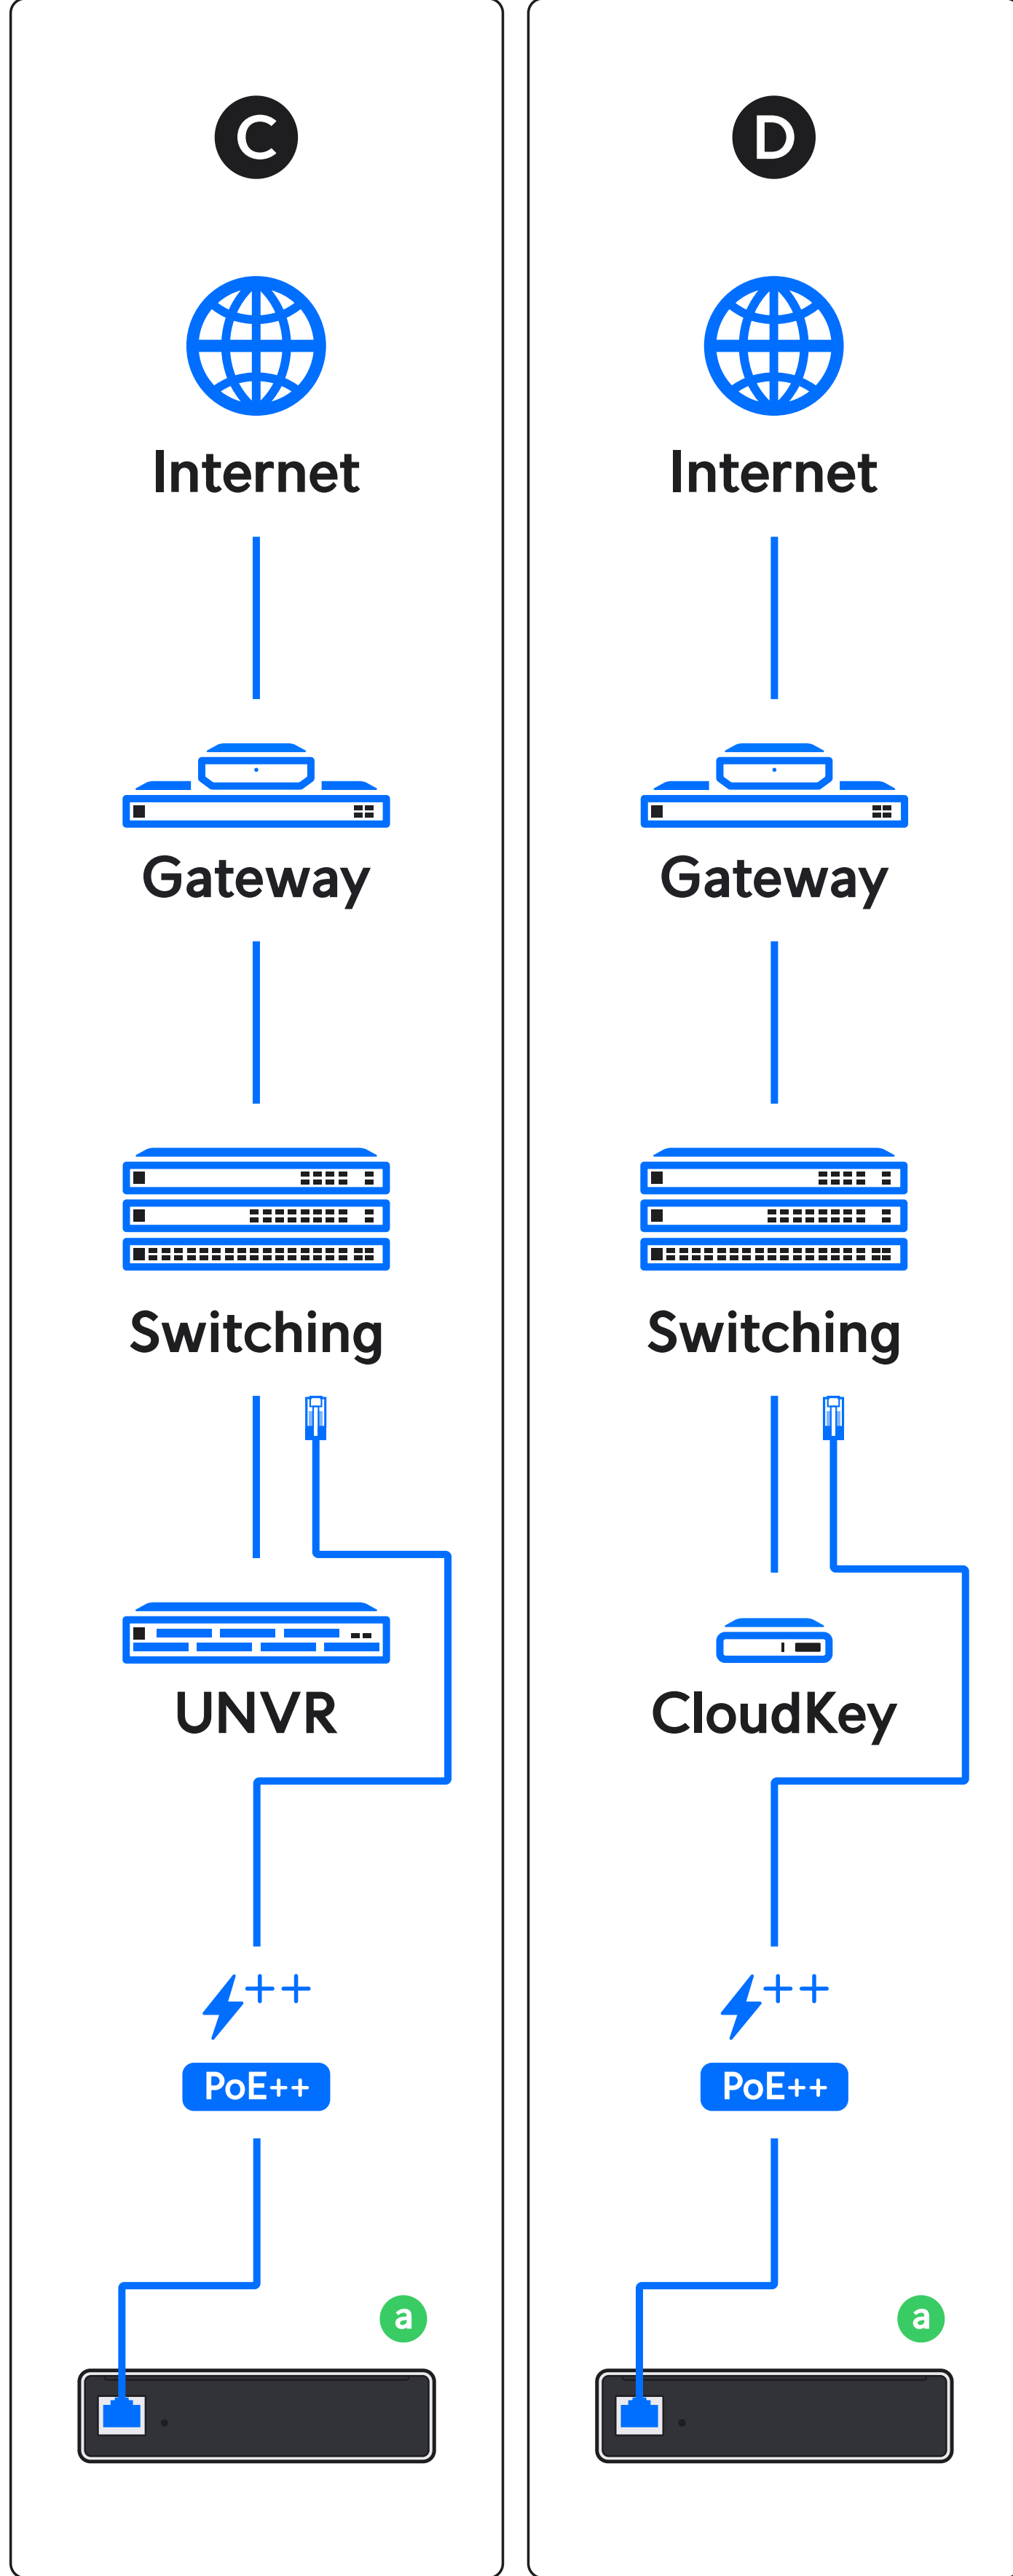 C
Internet
Gateway
Switching
UNVR
PoE++
a
D
Internet
Gateway
Switching
CloudKey
PoE++
a